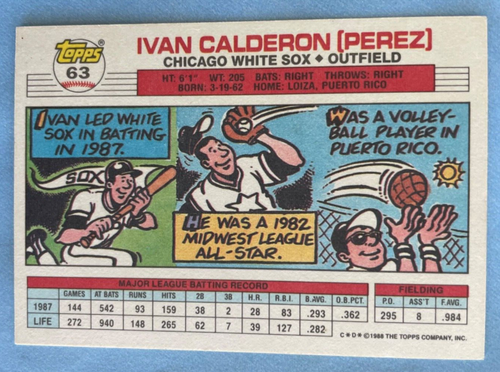 Topps
63
IVAN CALDERON (PEREZ)
CHICAGO WHITE SOX ◆ OUTFIELD
HT: 6'1" WT: 205 BATS: RIGHT THROWS: RIGHT
BORN: 3-19-62 HOME: LOIZA, PUERTO RICO
IVAN LED WHITE
SOX IN BATTING
IN 1987.
SOX
HE WAS A 1982
MIDWEST LEAGUE
ALL-STAR.
WAS A VOLLEY-
BALL PLAYER IN
PUERTO RICO.
MAJOR LEAGUE BATTING RECORD
GAMES AT BATS RUNS HITS 2B 3B H.R. R.B.I. B.AVG. O.B.PCT.
1987 144 542 93 159 38 2 28 83 .293 .362
LIFE 272 940 148 265 62 7 39 127 .282
FIELDING
P.O. ASS'T F.AVG.
295 8 .984
C✶D✶ ©1988 THE TOPPS COMPANY, INC.